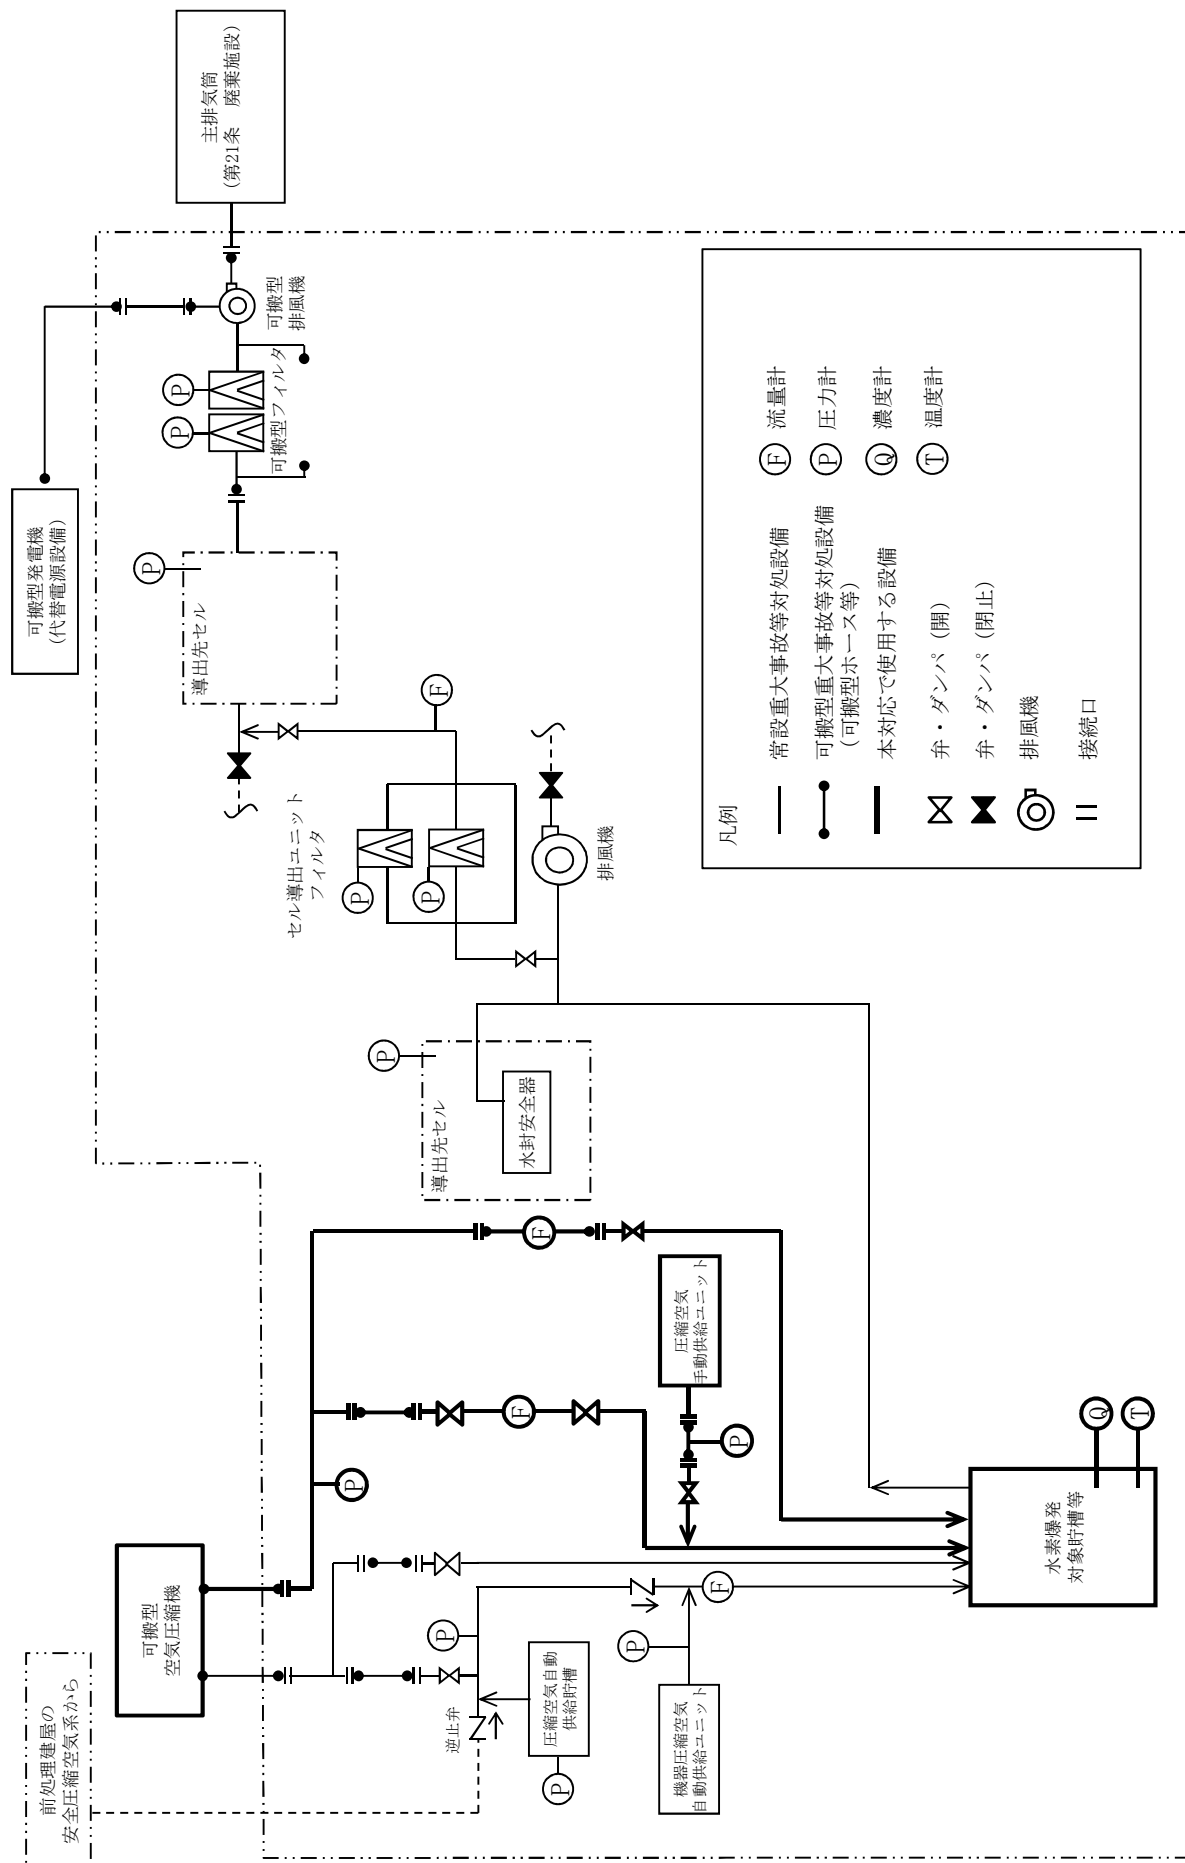 前処理建屋の
安全圧縮空気系から
可搬型
空気圧縮機
P
逆止弁
P
圧縮空気自動
供給貯槽
P
P
機器圧縮空気
自動供給ユニット
F
P
F
圧縮空気
手動供給ユニット
P
F
水素爆発
対象貯槽等
Q
T
導出先セル
P
水封安全器
セル導出ユニット
フィルタ
P
P
排風機
F
導出先セル
P
可搬型フィルタ
P
P
可搬型
排風機
可搬型発電機
(代替電源設備)
主排気筒
(第21条　廃棄施設)
凡例
常設重大事故等対処設備
可搬型重大事故等対処設備
(可搬型ホース等)
本対応で使用する設備
弁・ダンパ (開)
弁・ダンパ (閉止)
排風機
接続口
F 流量計
P 圧力計
Q 濃度計
T 温度計